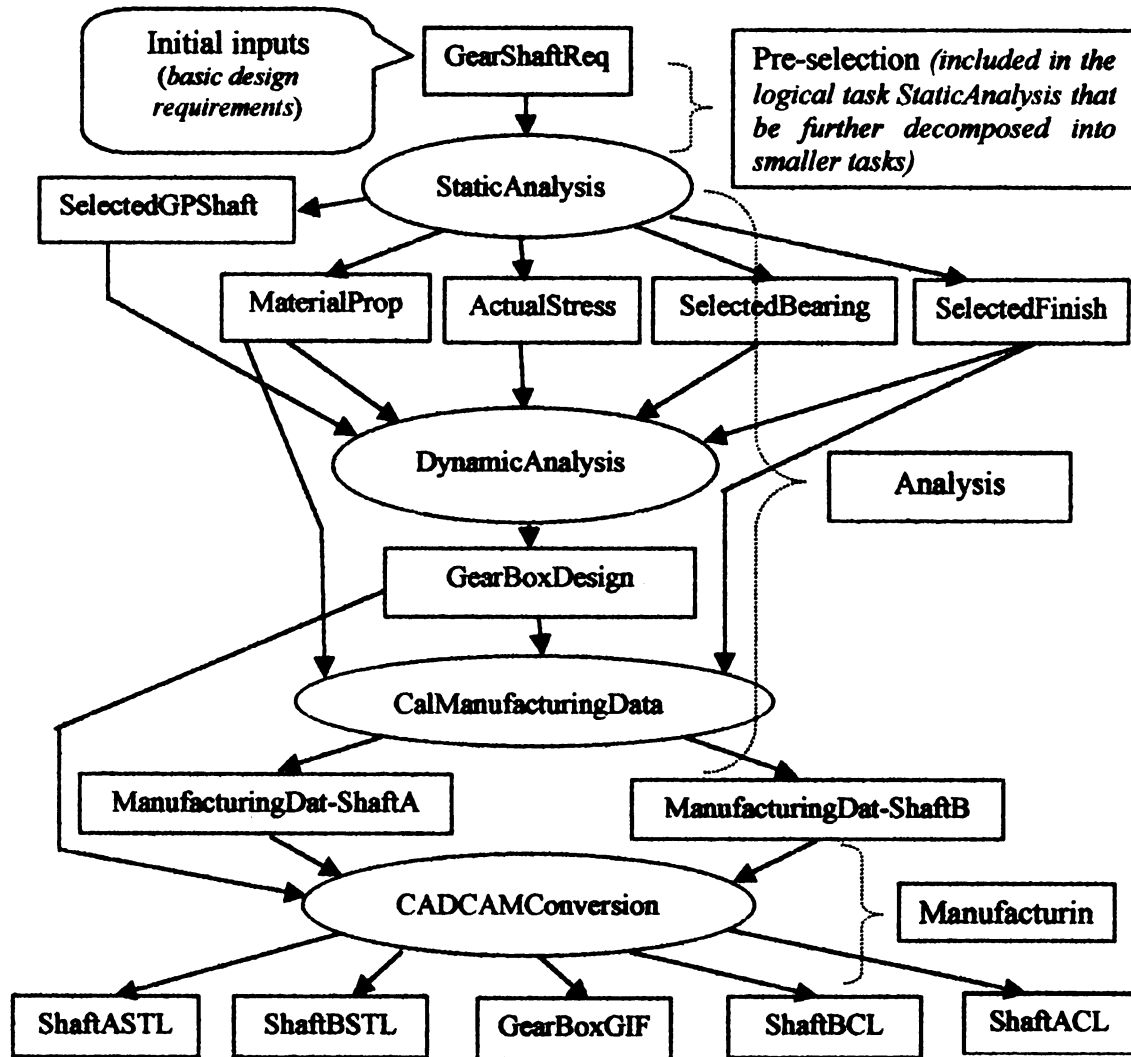 Initial inputs
(basic design
requirements)
GearShaftReq
Pre-selection (included in the
logical task StaticAnalysis that
be further decomposed into
smaller tasks)
StaticAnalysis
SelectedGPShaft
MaterialProp
ActualStress
SelectedBearing
SelectedFinish
DynamicAnalysis
Analysis
GearBoxDesign
CalManufacturingData
ManufacturingDat-ShaftA
ManufacturingDat-ShaftB
CADCAMConversion
Manufacturin
ShaftASTL
ShaftBSTL
GearBoxGIF
ShaftBCL
ShaftACL